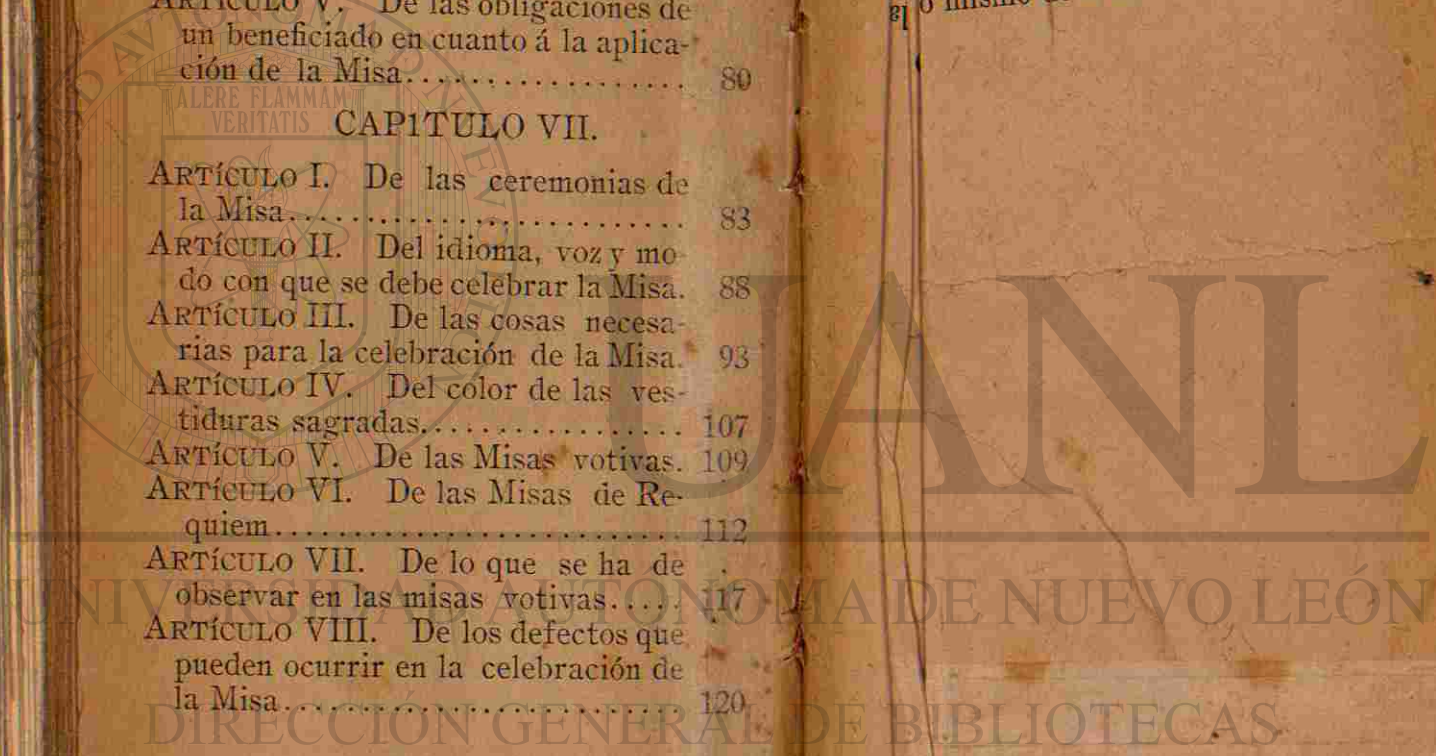 ARTÍCULO V. De las obligaciones de
un beneficiado en cuanto á la aplica-
ción de la Misa.................. 80
CAP1TULO VII.
ARTÍCULO I. De las ceremonias de
la Misa......................... 83
ARTÍCULO II. Del idioma, voz y mo-
do con que se debe celebrar la Misa. 88
ARTÍCULO III. De las cosas necesa-
rias para la celebración de la Misa. 93
ARTÍCULO IV. Del color de las ves-
tiduras sagradas................. 107
ARTÍCULO V. De las Misas votivas. 109
ARTÍCULO VI. De las Misas de Re-
quiem.......................... 112
ARTÍCULO VII. De lo que se ha de
observar en las misas votivas..... 117
ARTÍCULO VIII. De los defectos que
pueden ocurrir en la celebración de
la Misa.......................... 120
o mismo
la
ALERE FLAMMAM
VERITATIS
UANL
UNIVERSIDAD AUTÓNOMA DE NUEVO LEÓN
DIRECCIÓN GENERAL DE BIBLIOTECAS